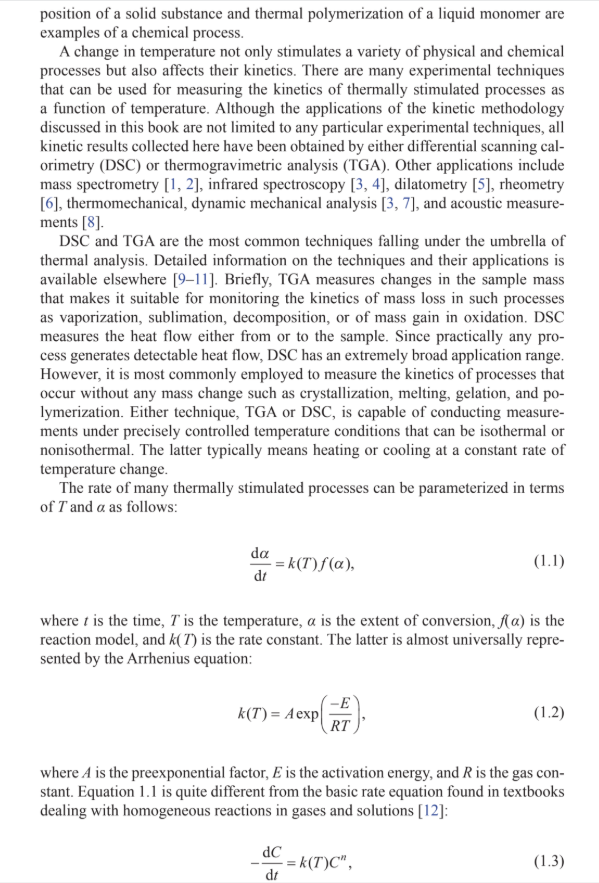 position of a solid substance and thermal polymerization of a liquid monomer are
examples of a chemical process.
A change in temperature not only stimulates a variety of physical and chemical
processes but also affects their kinetics. There are many experimental techniques
that can be used for measuring the kinetics of thermally stimulated processes as
a function of temperature. Although the applications of the kinetic methodology
discussed in this book are not limited to any particular experimental techniques, all
kinetic results collected here have been obtained by either differential scanning cal-
orimetry (DSC) or thermogravimetric analysis (TGA). Other applications include
mass spectrometry [1, 2], infrared spectroscopy [3, 4], dilatometry [5], rheometry
[6], thermomechanical, dynamic mechanical analysis [3, 7], and acoustic measure-
ments [8].
DSC and TGA are the most common techniques falling under the umbrella of
thermal analysis. Detailed information on the techniques and their applications is
available elsewhere [9–11]. Briefly, TGA measures changes in the sample mass
that makes it suitable for monitoring the kinetics of mass loss in such processes
as vaporization, sublimation, decomposition, or of mass gain in oxidation. DSC
measures the heat flow either from or to the sample. Since practically any pro-
cess generates detectable heat flow, DSC has an extremely broad application range.
However, it is most commonly employed to measure the kinetics of processes that
occur without any mass change such as crystallization, melting, gelation, and po-
lymerization. Either technique, TGA or DSC, is capable of conducting measure-
ments under precisely controlled temperature conditions that can be isothermal or
nonisothermal. The latter typically means heating or cooling at a constant rate of
temperature change.
The rate of many thermally stimulated processes can be parameterized in terms
of T and α as follows:
dα/dt = k(T) f(α), (1.1)
where t is the time, T is the temperature, α is the extent of conversion, f(α) is the
reaction model, and k(T) is the rate constant. The latter is almost universally repre-
sented by the Arrhenius equation:
k(T) = A exp(−E/RT), (1.2)
where A is the preexponential factor, E is the activation energy, and R is the gas con-
stant. Equation 1.1 is quite different from the basic rate equation found in textbooks
dealing with homogeneous reactions in gases and solutions [12]:
−dC/dt = k(T)Cⁿ, (1.3)